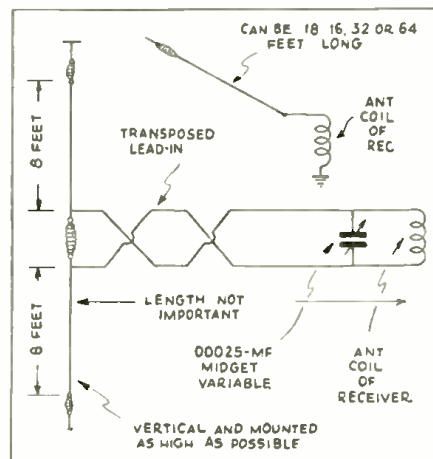 CAN BE 18 16, 32 OR 64
FEET LONG
ANT
COIL
OF
REC
TRANSPOSED
LEAD-IN
8 FEET
8 FEET
LENGTH NOT
IMPORTANT
00025-MF
MIDGET
VARIABLE
ANT
COIL
OF
RECEIVER
VERTICAL AND MOUNTED
AS HIGH AS POSSIBLE